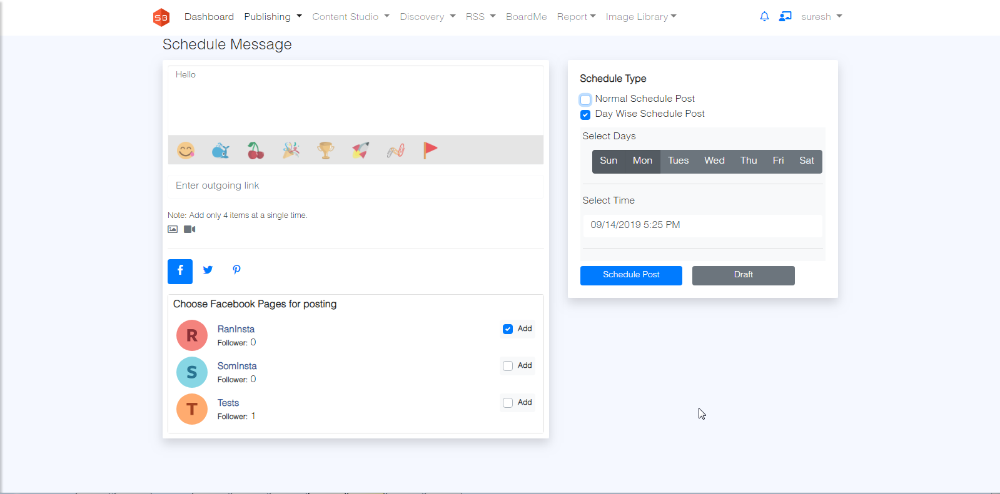 SB Dashboard Publishing Content Studio Discovery RSS BoardMe Report Image Library suresh
Schedule Message
Hello
Enter outgoing link
Note: Add only 4 items at a single time.
Choose Facebook Pages for posting
R RanInsta Add
Follower: 0
S SomInsta Add
Follower: 0
T Tests Add
Follower: 1
Schedule Type
Normal Schedule Post
Day Wise Schedule Post
Select Days
Sun Mon Tues Wed Thu Fri Sat
Select Time
09/14/2019 5:25 PM
Schedule Post Draft